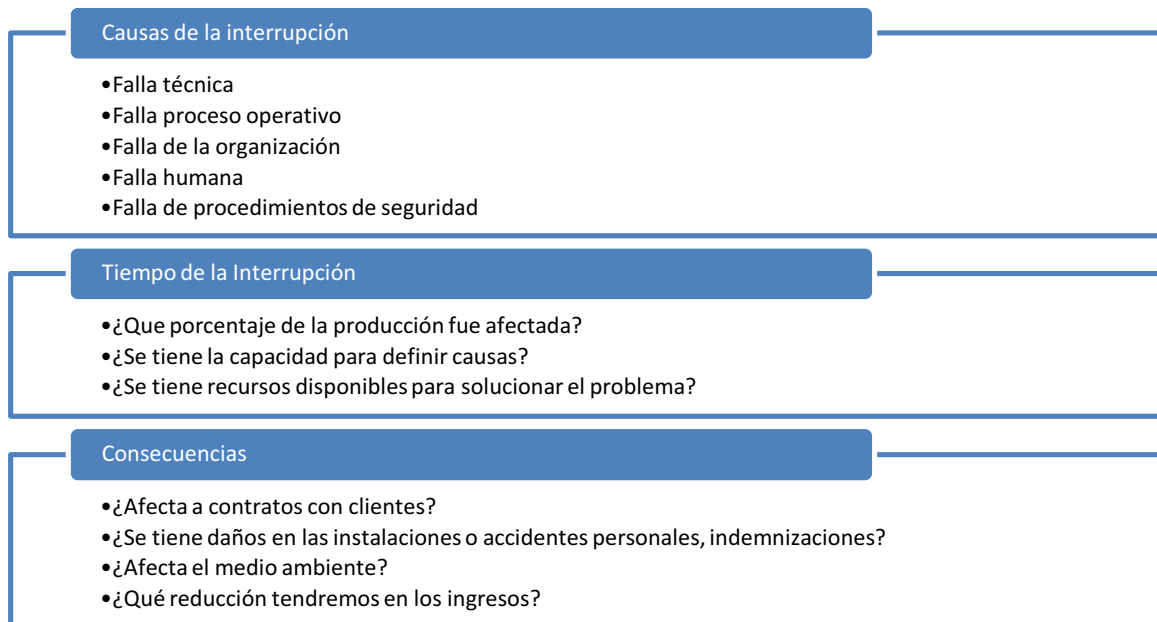 Causas de la interrupción
•Falla técnica
•Falla proceso operativo
•Falla de la organización
•Falla humana
•Falla de procedimientos de seguridad
Tiempo de la Interrupción
•¿Que porcentaje de la producción fue afectada?
•¿Se tiene la capacidad para definir causas?
•¿Se tiene recursos disponibles para solucionar el problema?
Consecuencias
•¿Afecta a contratos con clientes?
•¿Se tiene daños en las instalaciones o accidentes personales, indemnizaciones?
•¿Afecta el medio ambiente?
•¿Qué reducción tendremos en los ingresos?